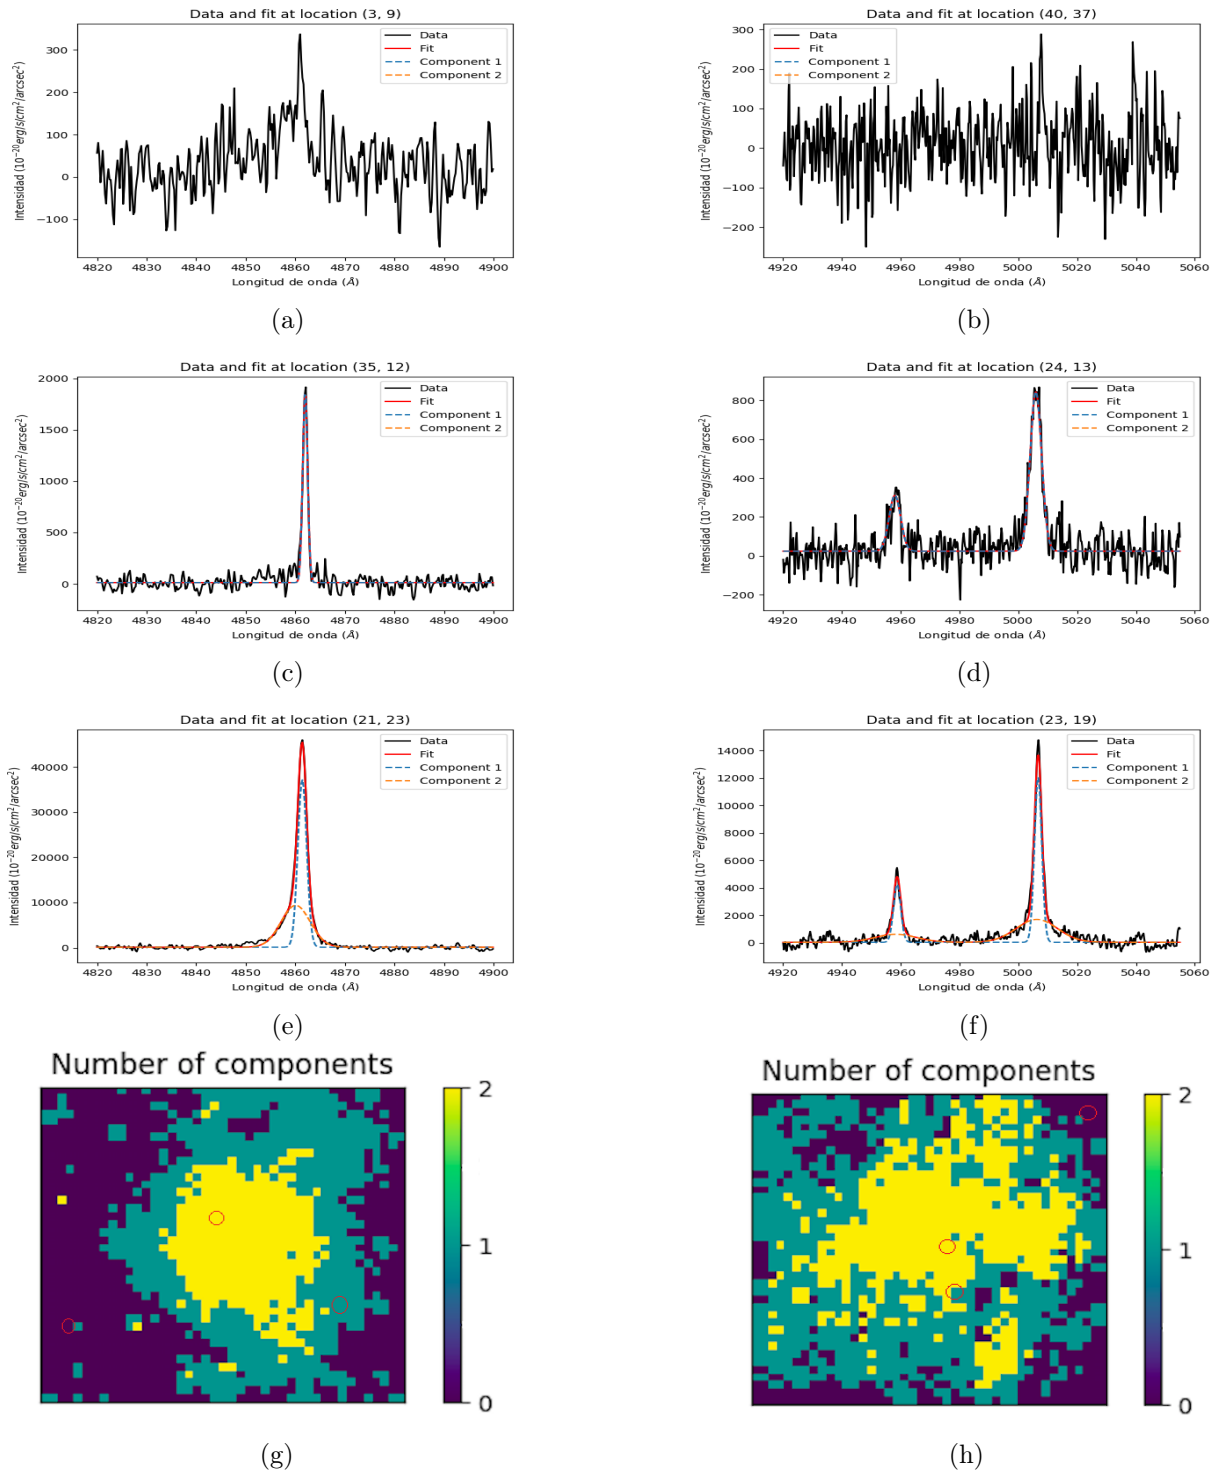 Data and fit at location (3, 9)
Intensidad (10^{-20}erg/s/cm^2/arcsec^2)
300
200
100
0
−100
Data
Fit
Component 1
Component 2
4820 4830 4840 4850 4860 4870 4880 4890 4900
Longitud de onda (Å)
(a)
Data and fit at location (40, 37)
Intensidad (10^{-20}erg/s/cm^2/arcsec^2)
300
200
100
0
−100
−200
Data
Fit
Component 1
Component 2
4920 4940 4960 4980 5000 5020 5040 5060
Longitud de onda (Å)
(b)
Data and fit at location (35, 12)
Intensidad (10^{-20}erg/s/cm^2/arcsec^2)
2000
1500
1000
500
0
Data
Fit
Component 1
Component 2
4820 4830 4840 4850 4860 4870 4880 4890 4900
Longitud de onda (Å)
(c)
Data and fit at location (24, 13)
Intensidad (10^{-20}erg/s/cm^2/arcsec^2)
800
600
400
200
0
−200
Data
Fit
Component 1
Component 2
4920 4940 4960 4980 5000 5020 5040 5060
Longitud de onda (Å)
(d)
Data and fit at location (21, 23)
Intensidad (10^{-20}erg/s/cm^2/arcsec^2)
40000
30000
20000
10000
0
Data
Fit
Component 1
Component 2
4820 4830 4840 4850 4860 4870 4880 4890 4900
Longitud de onda (Å)
(e)
Data and fit at location (23, 19)
Intensidad (10^{-20}erg/s/cm^2/arcsec^2)
14000
12000
10000
8000
6000
4000
2000
0
Data
Fit
Component 1
Component 2
4920 4940 4960 4980 5000 5020 5040 5060
Longitud de onda (Å)
(f)
Number of components
2
1
0
(g)
Number of components
2
1
0
(h)